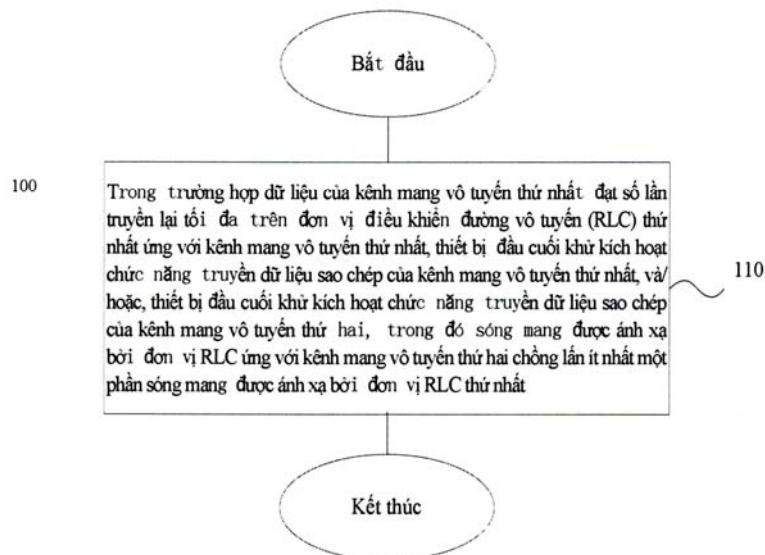 Bắt đầu
100
Trong trường hợp dữ liệu của kênh mang vô tuyến thứ nhất đạt số lần
truyền lại tối đa trên đơn vị điều khiển đường vô tuyến (RLC) thứ
nhất ứng với kênh mang vô tuyến thứ nhất, thiết bị đầu cuối khử kích hoạt
chức năng truyền dữ liệu sao chép của kênh mang vô tuyến thứ nhất, và/
hoặc, thiết bị đầu cuối khử kích hoạt chức năng truyền dữ liệu sao chép
của kênh mang vô tuyến thứ hai, trong đó sóng mang được ánh xạ
bởi đơn vị RLC ứng với kênh mang vô tuyến thứ hai chồng lấn ít nhất một
phần sóng mang được ánh xạ bởi đơn vị RLC thứ nhất
110
Kết thúc